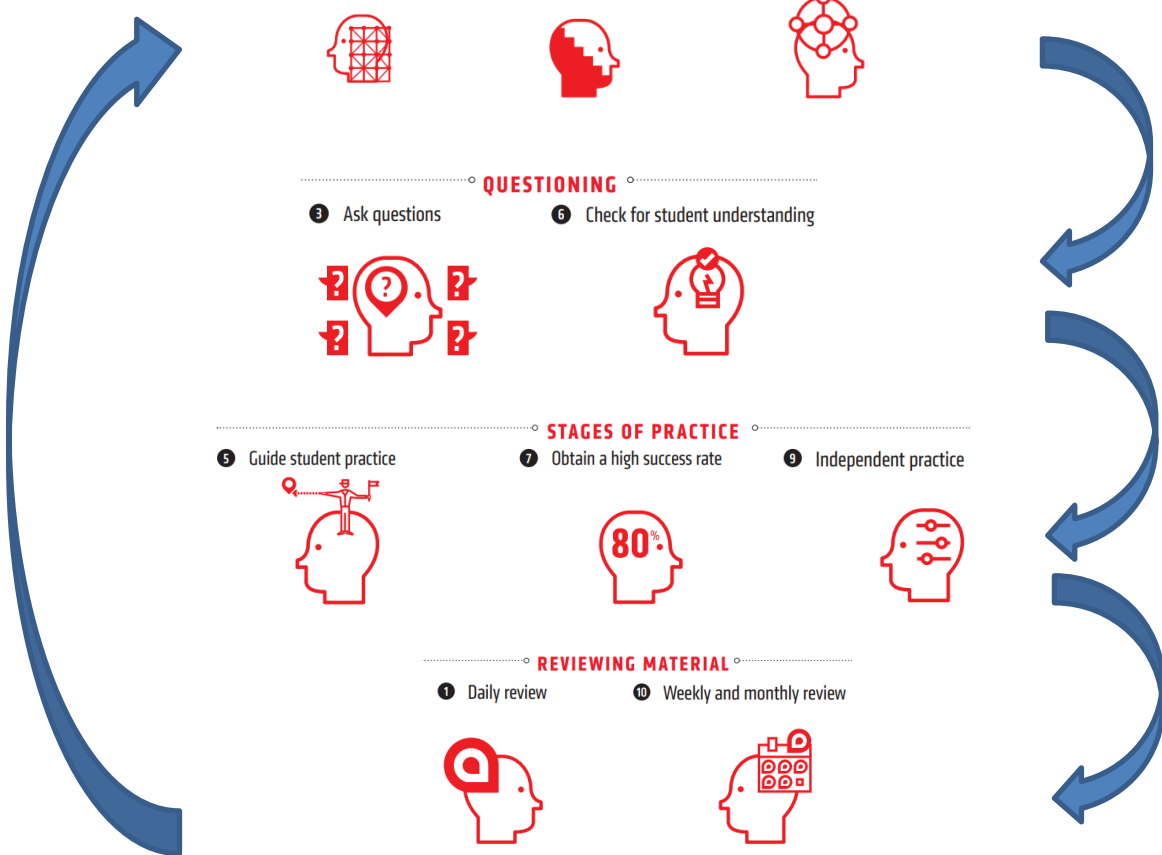 QUESTIONING
3 Ask questions
6 Check for student understanding
? ? ?
? ?
STAGES OF PRACTICE
5 Guide student practice
7 Obtain a high success rate
9 Independent practice
80%
REVIEWING MATERIAL
1 Daily review
10 Weekly and monthly review